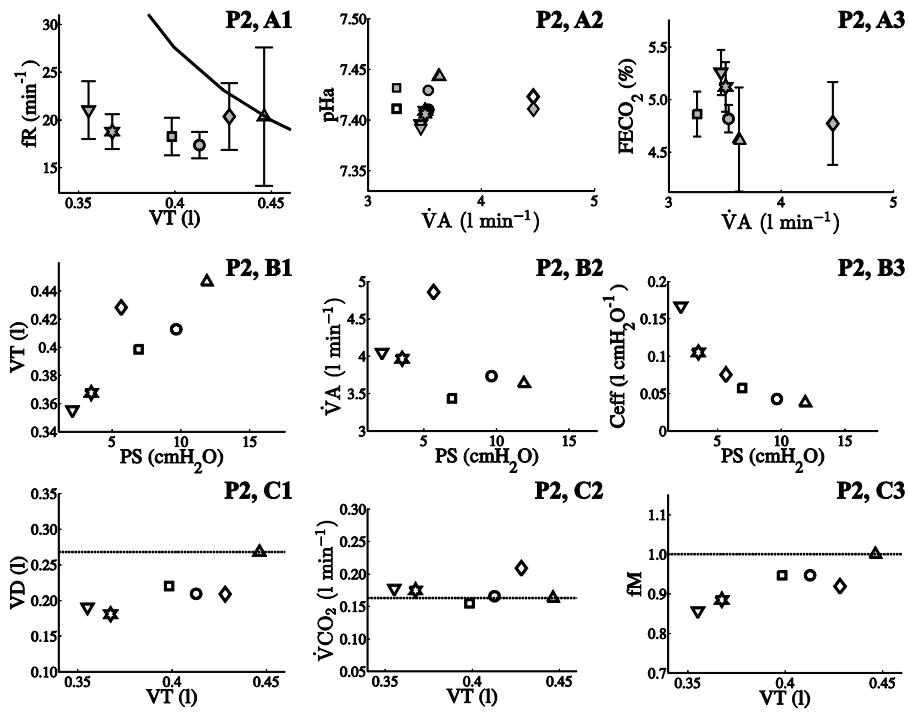 P2, A1
fR (min⁻¹)
30
25
20
15
0.35
0.4
0.45
VT (l)
P2, A2
pHa
7.50
7.45
7.40
7.35
3
4
5
V̇A (l min⁻¹)
P2, A3
FECO₂ (%)
5.5
5.0
4.5
3
4
5
V̇A (l min⁻¹)
P2, B1
VT (l)
0.44
0.42
0.4
0.38
0.36
0.34
5
10
15
PS (cmH₂O)
P2, B2
V̇A (l min⁻¹)
5
4.5
4
3.5
3
5
10
15
PS (cmH₂O)
P2, B3
Ceff (l cmH₂O⁻¹)
0.2
0.15
0.1
0.05
0
5
10
15
PS (cmH₂O)
P2, C1
VD (l)
0.35
0.30
0.25
0.20
0.15
0.10
0.35
0.4
0.45
VT (l)
P2, C2
V̇CO₂ (l min⁻¹)
0.30
0.25
0.20
0.15
0.10
0.05
0.35
0.4
0.45
VT (l)
P2, C3
fM
1.1
1.0
0.9
0.8
0.7
0.35
0.4
0.45
VT (l)